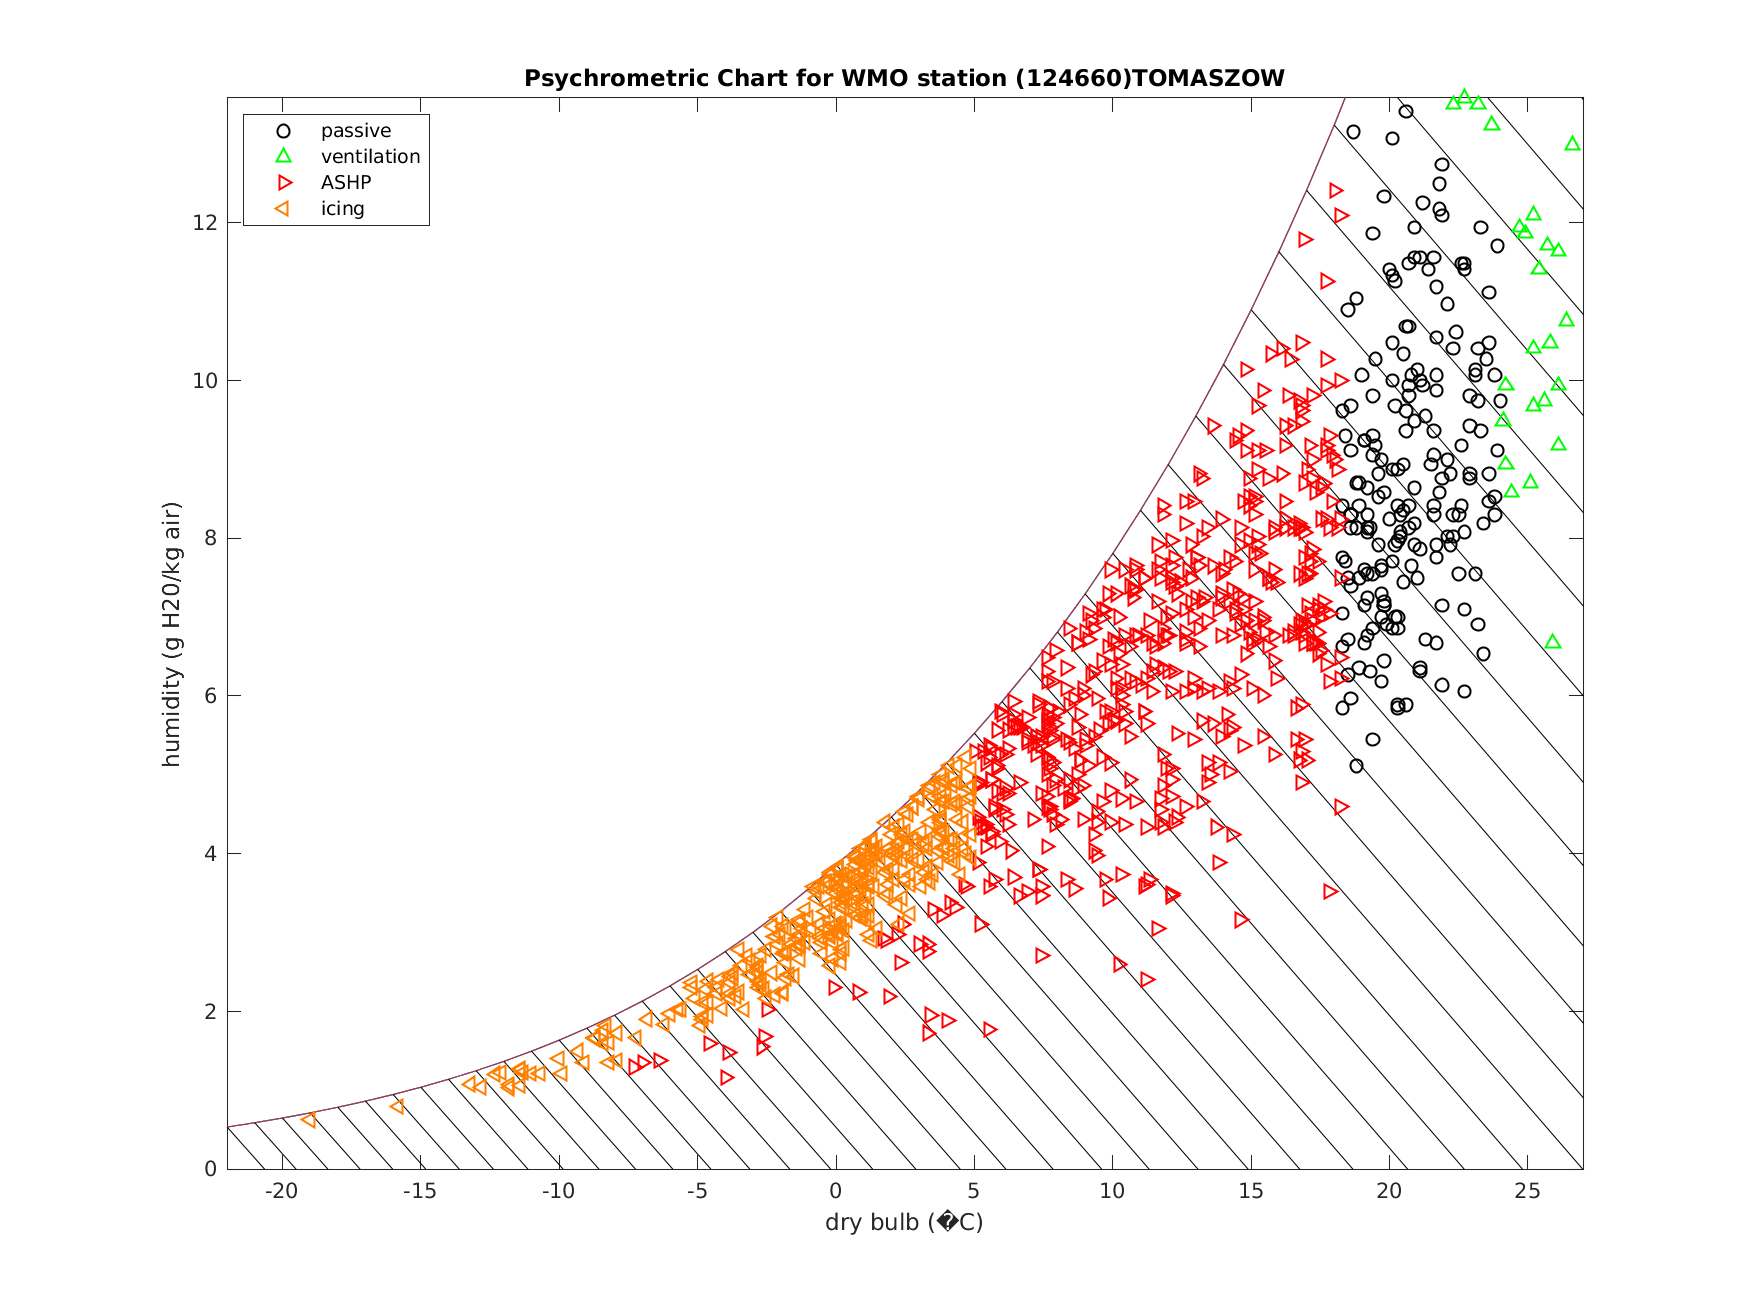 Psychrometric Chart for WMO station (124660)TOMASZOW
passive
ventilation
ASHP
icing
humidity (g H20/kg air)
12
10
8
6
4
2
0
-20 -15 -10 -5 0 5 10 15 20 25
dry bulb (�C)